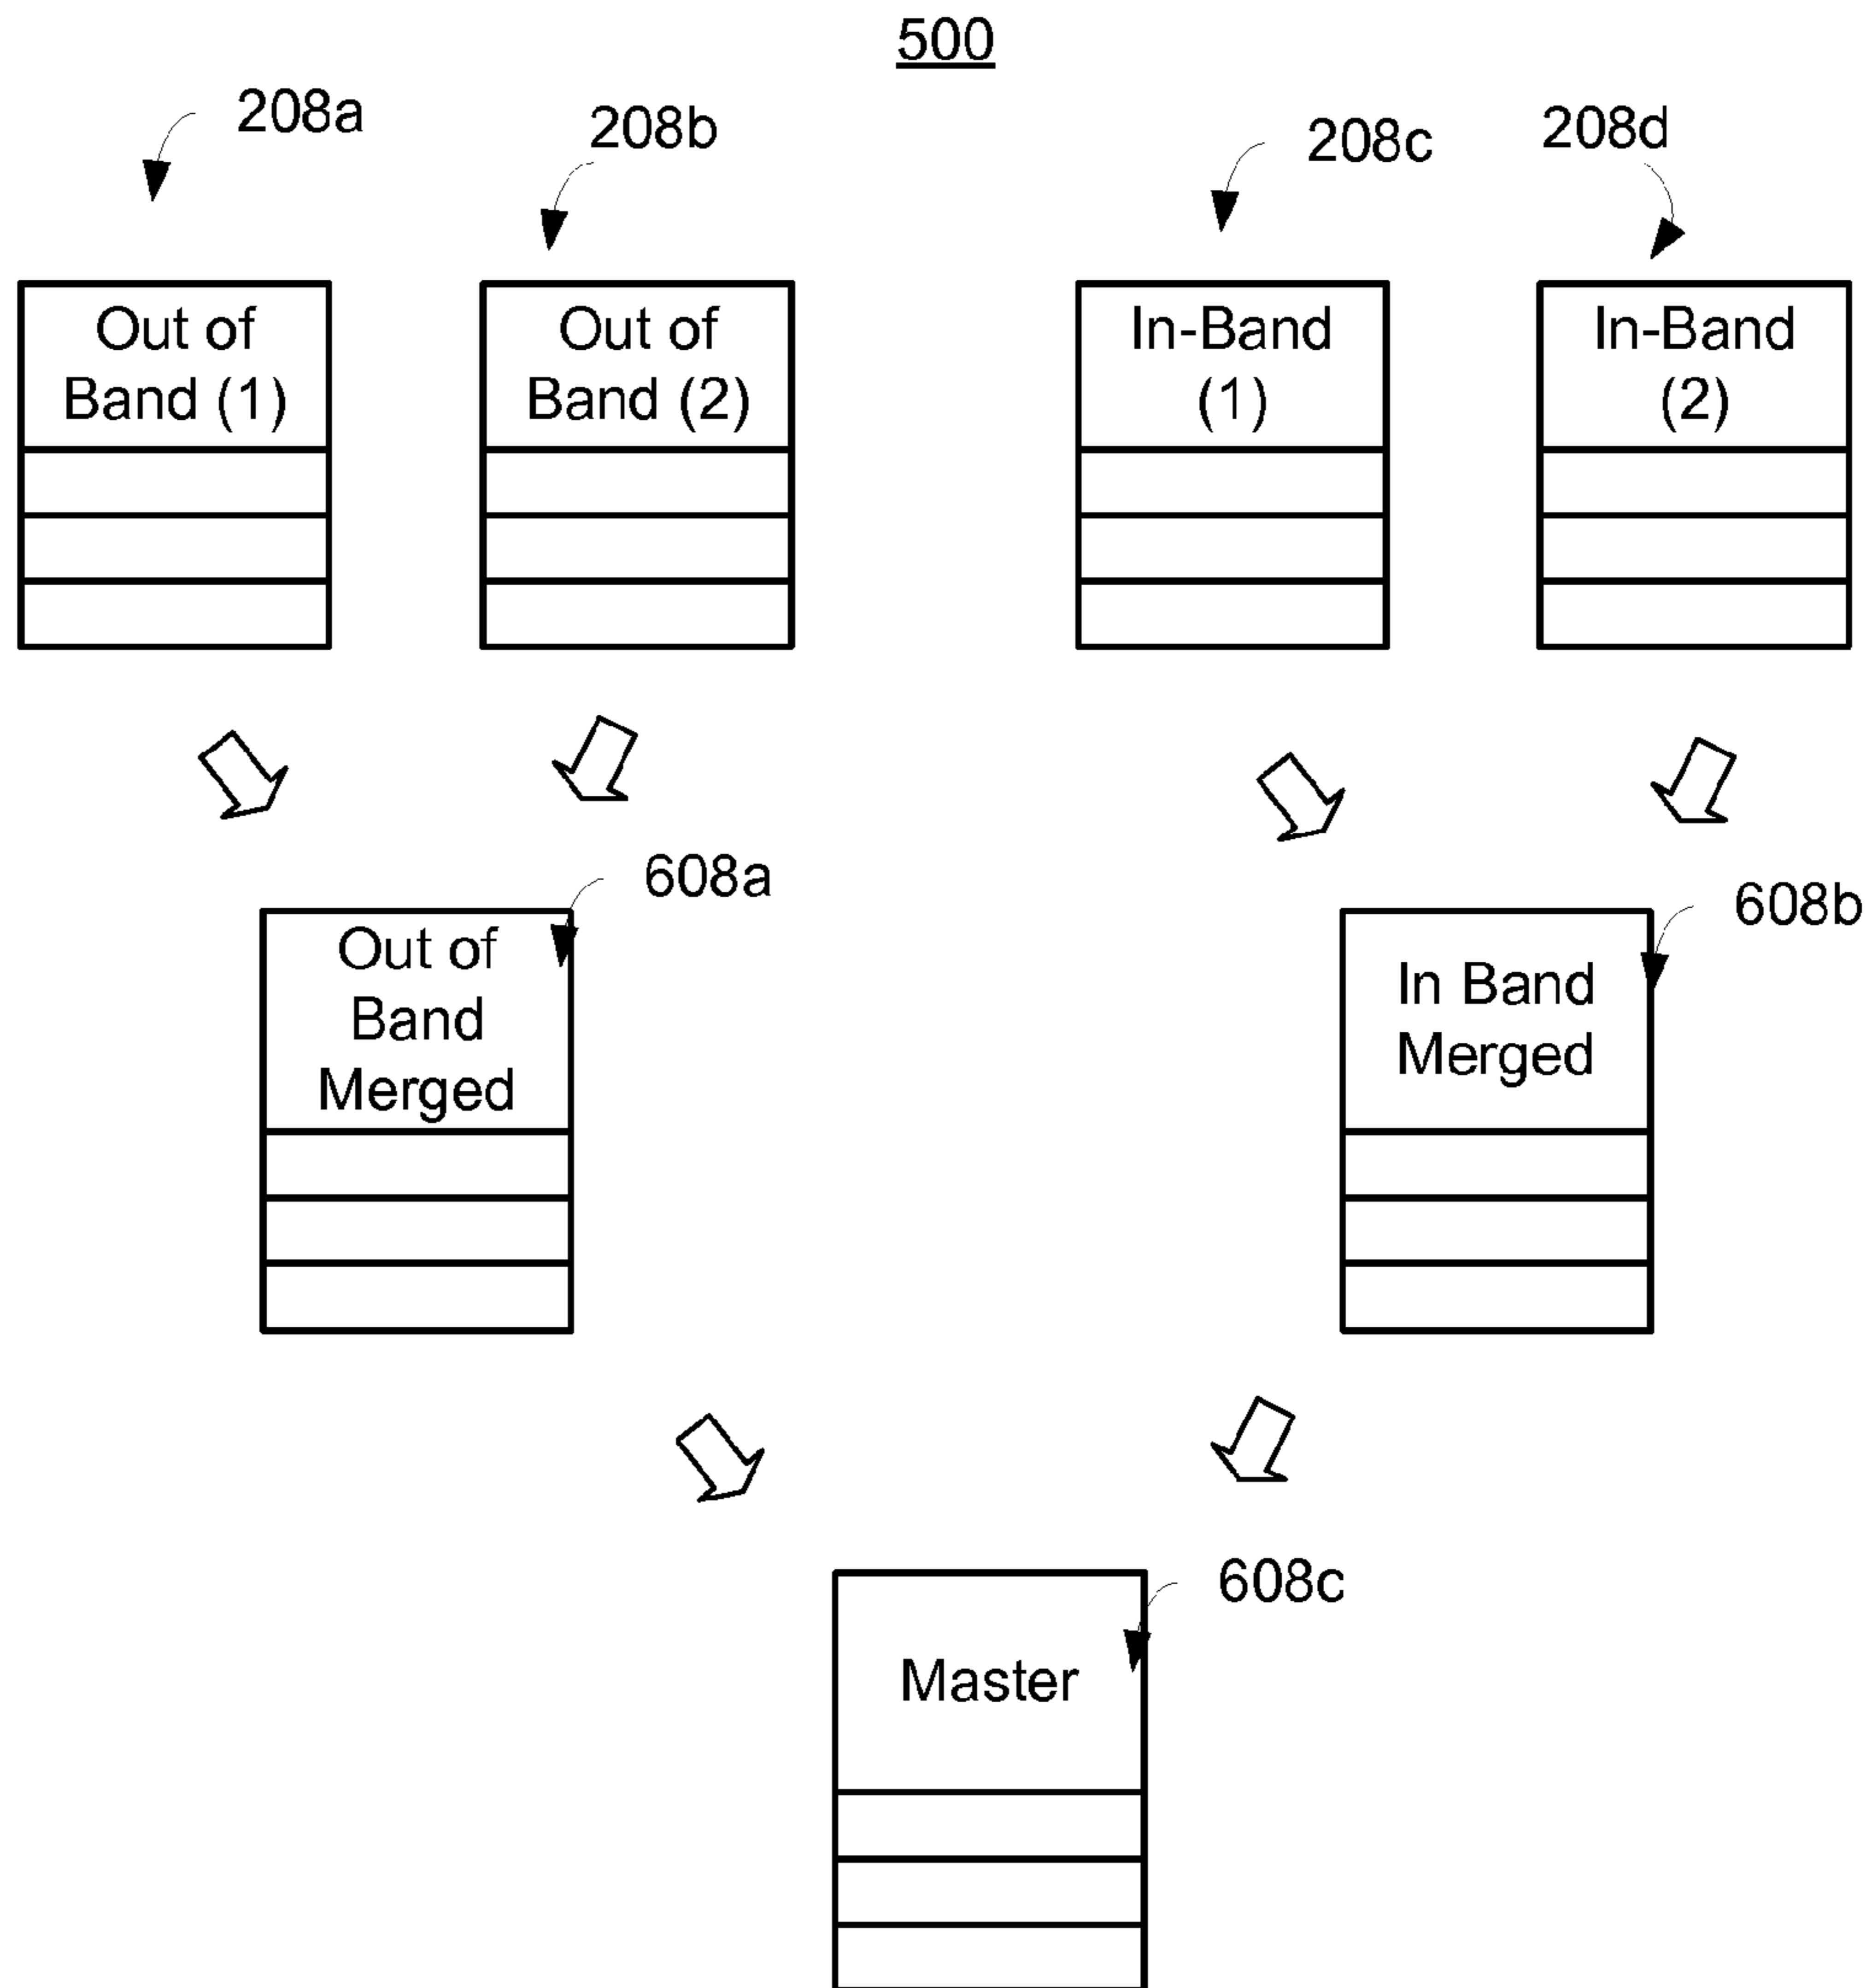 500
208a
208b
208c
208d
Out of
Band (1)
Out of
Band (2)
In-Band
(1)
In-Band
(2)
608a
608b
Out of
Band
Merged
In Band
Merged
608c
Master